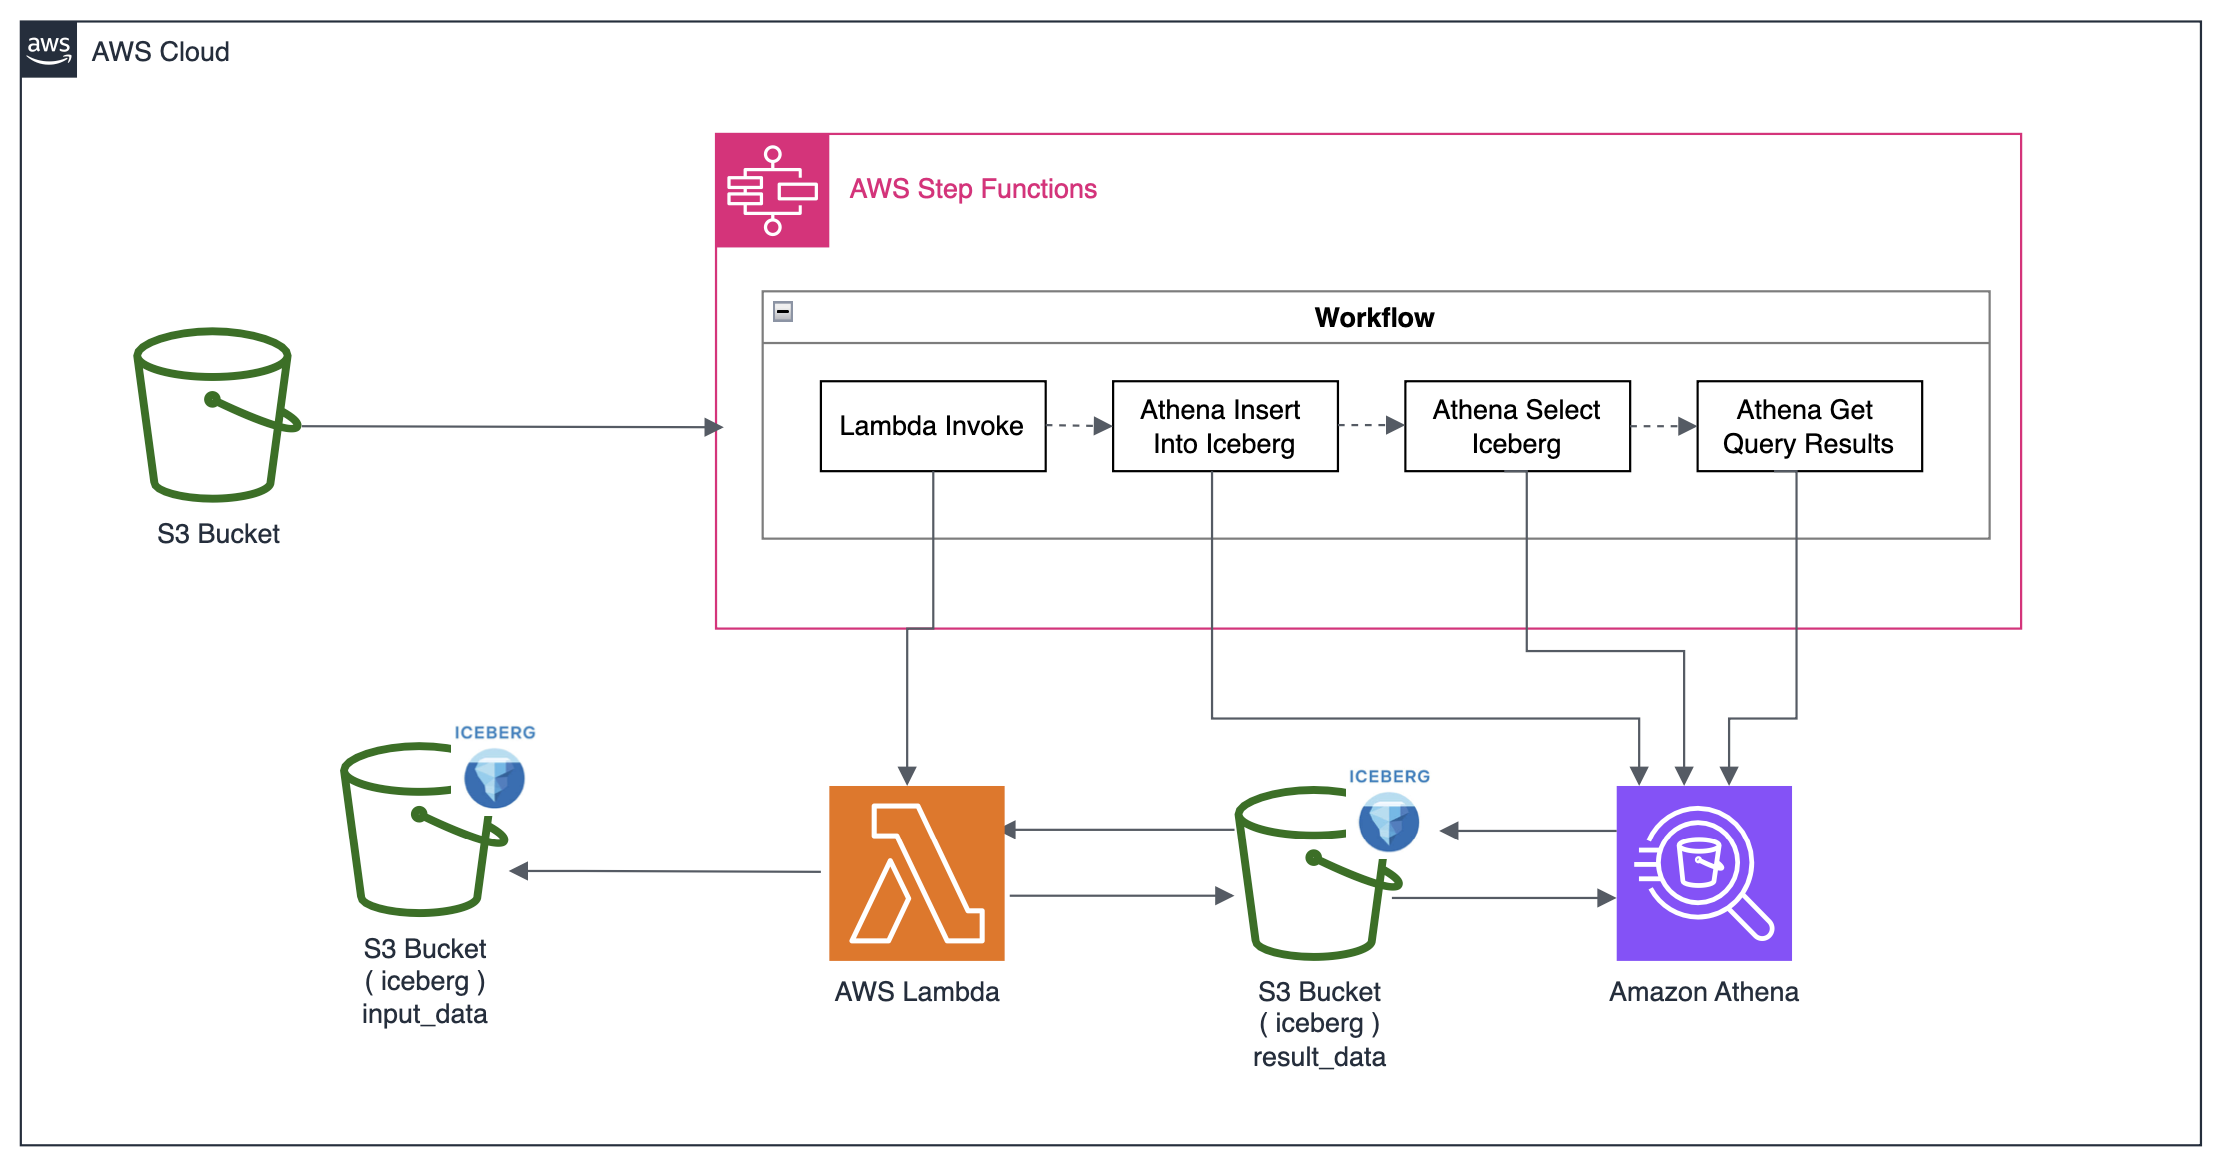 aws
AWS Cloud
AWS Step Functions
Workflow
Lambda Invoke
Athena Insert
Into Iceberg
Athena Select
Iceberg
Athena Get
Query Results
S3 Bucket
ICEBERG
S3 Bucket
( iceberg )
input_data
AWS Lambda
ICEBERG
S3 Bucket
( iceberg )
result_data
Amazon Athena